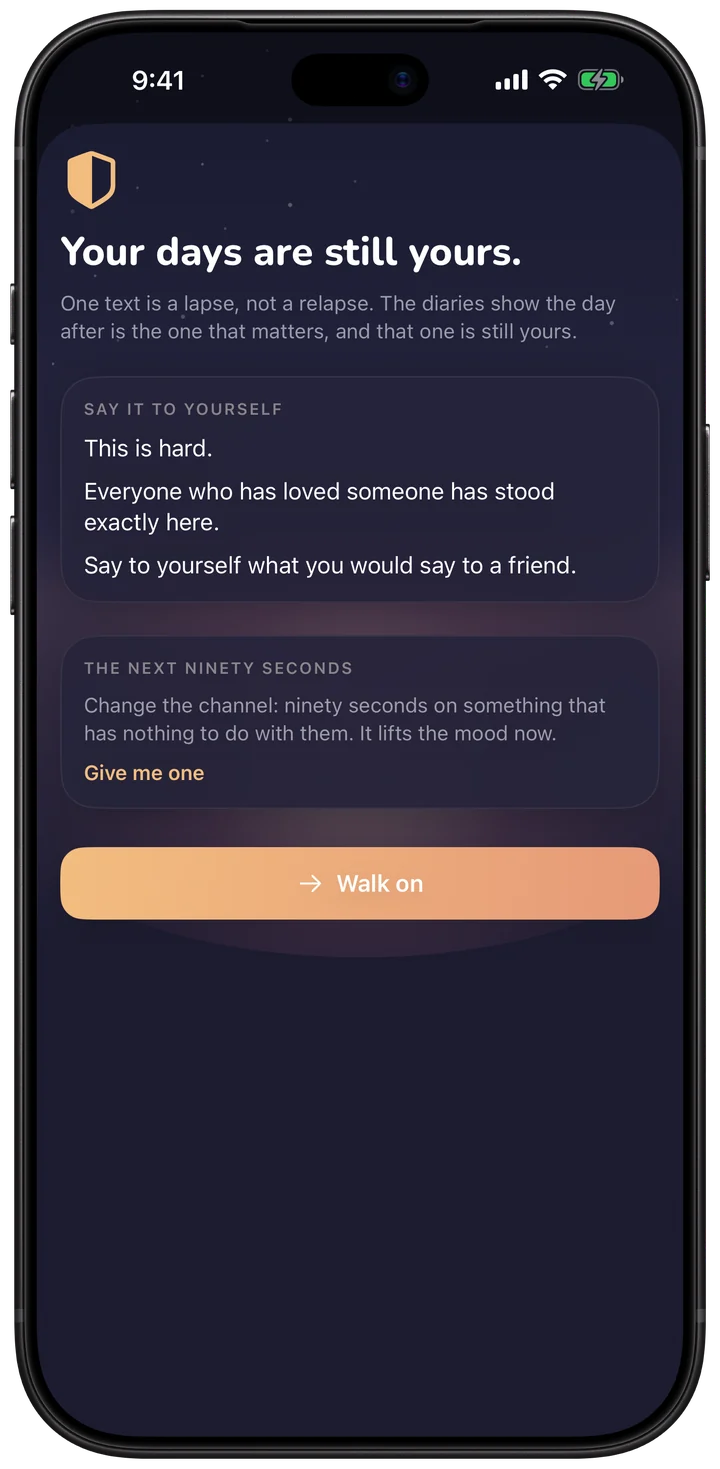 9:41
Your days are still yours.
One text is a lapse, not a relapse. The diaries show the day
after is the one that matters, and that one is still yours.
SAY IT TO YOURSELF
This is hard.
Everyone who has loved someone has stood
exactly here.
Say to yourself what you would say to a friend.
THE NEXT NINETY SECONDS
Change the channel: ninety seconds on something that
has nothing to do with them. It lifts the mood now.
Give me one
Walk on